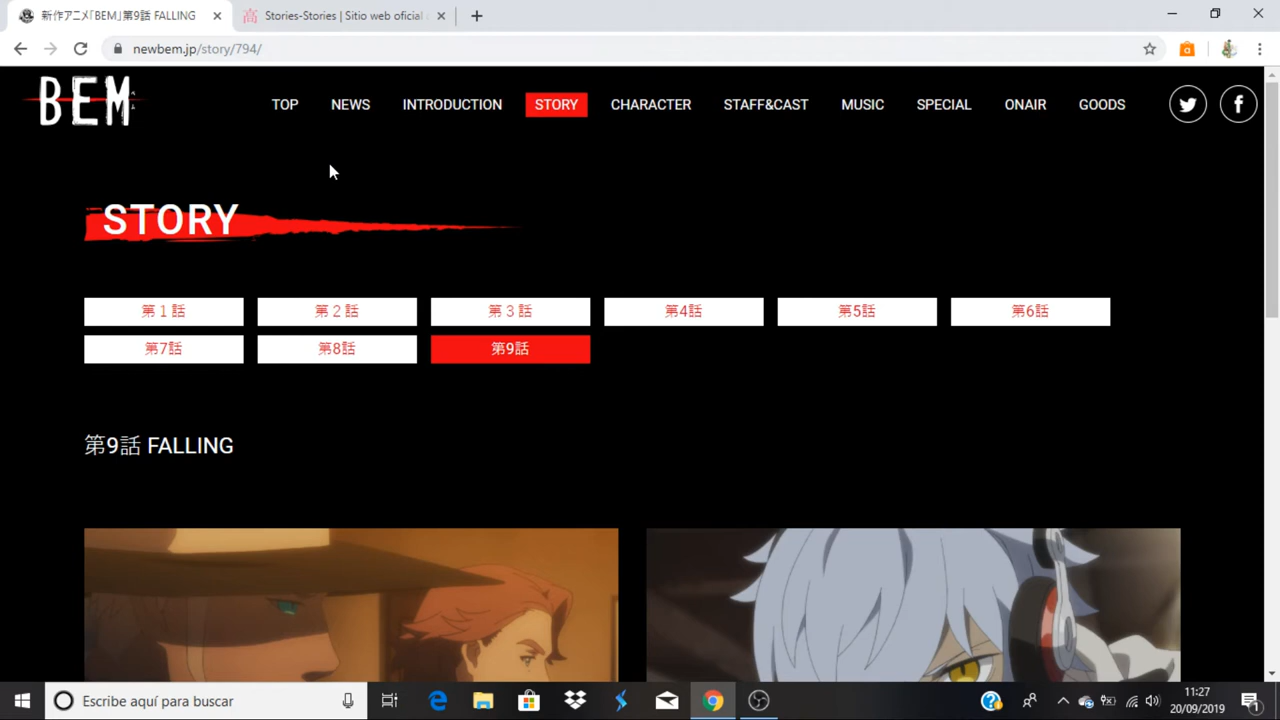 新作アニメ「BEM」第9話 FALLING
Stories-Stories | Sitio web oficial
newbem.jp/story/794/
BEM
TOP NEWS INTRODUCTION STORY CHARACTER STAFF&CAST MUSIC SPECIAL ONAIR GOODS
STORY
第１話 第２話 第３話 第4話 第5話 第6話
第7話 第8話 第9話
第9話 FALLING
Escribe aquí para buscar
11:27
20/09/2019